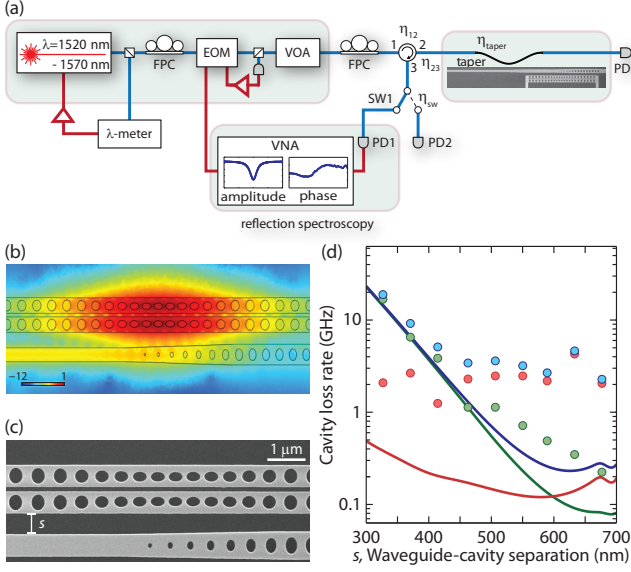 (a)
λ=1520 nm
- 1570 nm
FPC
EOM
VOA
FPC
η12
1
2
3
η23
ηtaper
taper
PD
λ-meter
SW1
ηsw
VNA
amplitude
phase
PD1
PD2
reflection spectroscopy
(b)
−12
1
(c)
1 μm
s
(d)
Cavity loss rate (GHz)
10
1
0.1
300
400
500
600
700
s, Waveguide-cavity separation (nm)